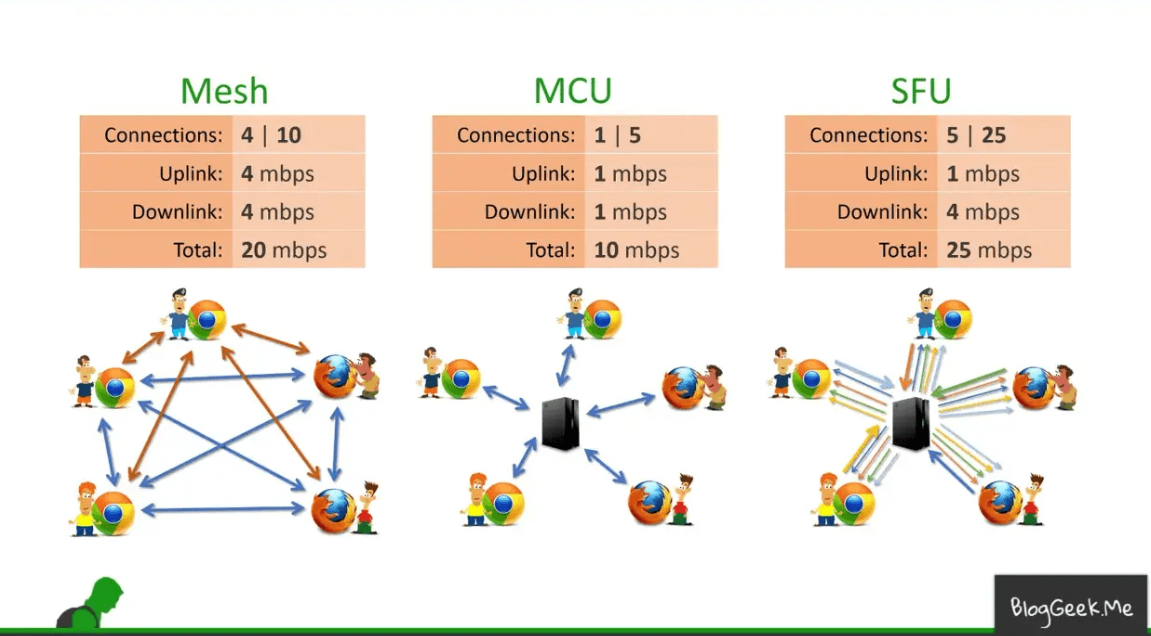 Mesh
Connections: 4 | 10
Uplink: 4 mbps
Downlink: 4 mbps
Total: 20 mbps
MCU
Connections: 1 | 5
Uplink: 1 mbps
Downlink: 1 mbps
Total: 10 mbps
SFU
Connections: 5 | 25
Uplink: 1 mbps
Downlink: 4 mbps
Total: 25 mbps
BlogGeek.Me